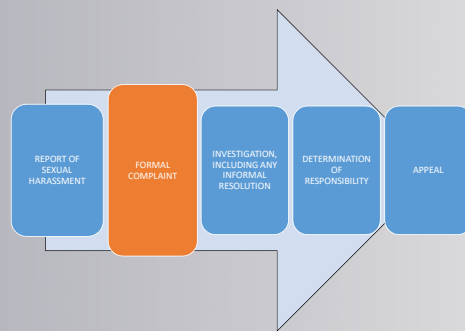 REPORT OF
SEXUAL
HARASSMENT
FORMAL
COMPLAINT
INVESTIGATION,
INCLUDING ANY
INFORMAL
RESOLUTION
DETERMINATION
OF
RESPONSIBILITY
APPEAL